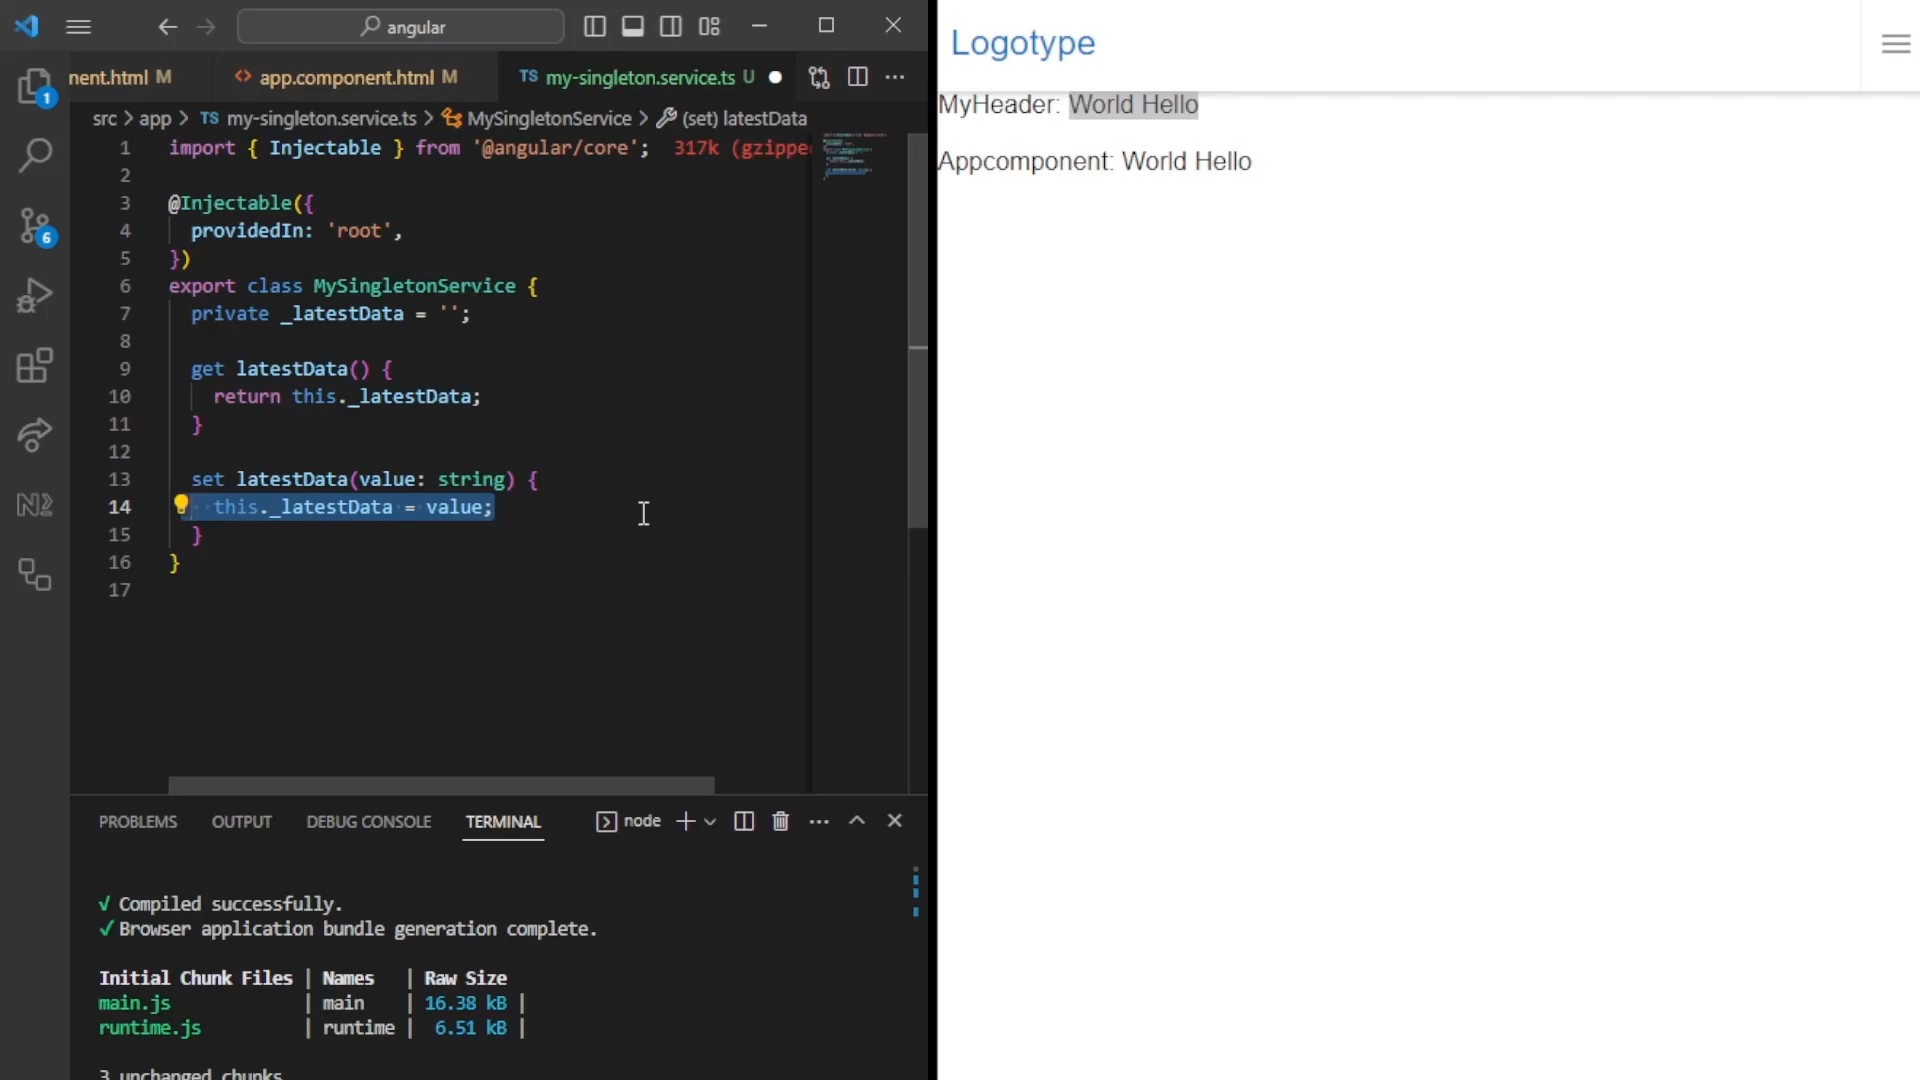 angular
nent.html M
<> app.component.html M
TS my-singleton.service.ts U
1
6
src > app > TS my-singleton.service.ts > MySingletonService > (set) latestData
1 import { Injectable } from '@angular/core'; 317k (gzippe
2
3 @Injectable({
4 providedIn: 'root',
5 })
6 export class MySingletonService {
7 private _latestData = '';
8
9 get latestData() {
10 return this._latestData;
11 }
12
13 set latestData(value: string) {
14 this._latestData = value;
15 }
16 }
17
PROBLEMS OUTPUT DEBUG CONSOLE TERMINAL node
√ Compiled successfully.
✓ Browser application bundle generation complete.
Initial Chunk Files | Names | Raw Size
main.js | main | 16.38 kB |
runtime.js | runtime | 6.51 kB |
3 unchanged chunks
Logotype
MyHeader: World Hello
Appcomponent: World Hello